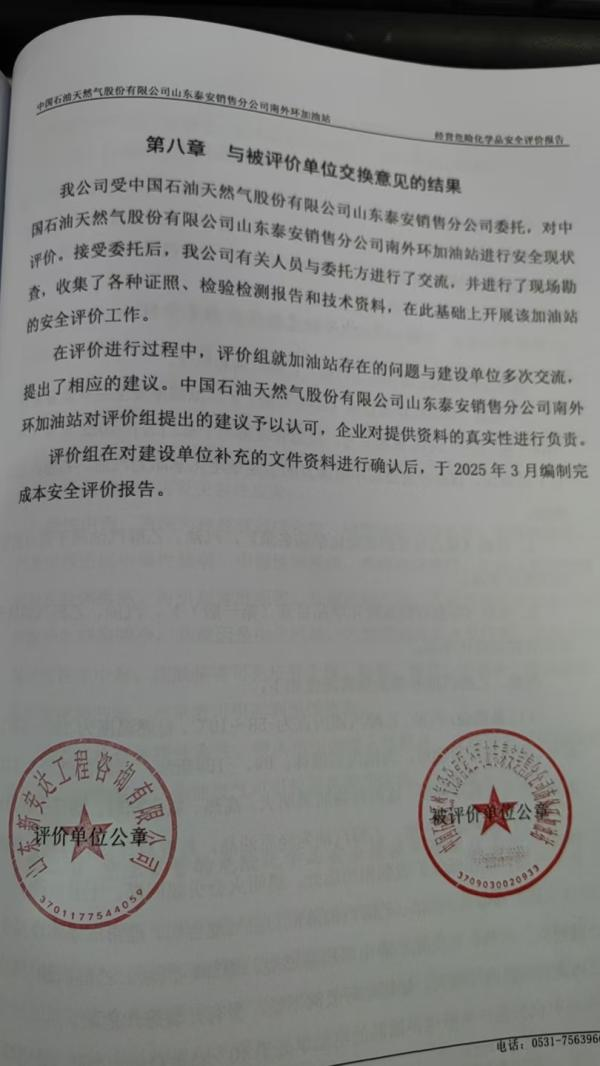 中国石油天然气股份有限公司山东泰安销售分公司南外环加油站
经营危险化学品安全评价报告
第八章 与被评价单位交换意见的结果
我公司受中国石油天然气股份有限公司山东泰安销售分公司委托，对中
国石油天然气股份有限公司山东泰安销售分公司南外环加油站进行安全现状
评价。接受委托后，我公司有关人员与委托方进行了交流，并进行了现场勘
查，收集了各种证照、检验检测报告和技术资料，在此基础上开展该加油站
的安全评价工作。
在评价进行过程中，评价组就加油站存在的问题与建设单位多次交流，
提出了相应的建议。中国石油天然气股份有限公司山东泰安销售分公司南外
环加油站对评价组提出的建议予以认可，企业对提供资料的真实性进行负责。
评价组在对建设单位补充的文件资料进行确认后，于 2025 年 3 月编制完
成本安全评价报告。
山东新安达工程咨询有限公司
评价单位公章
3701177544059
被评价单位公章
3709030020933
电话：0531-7563966